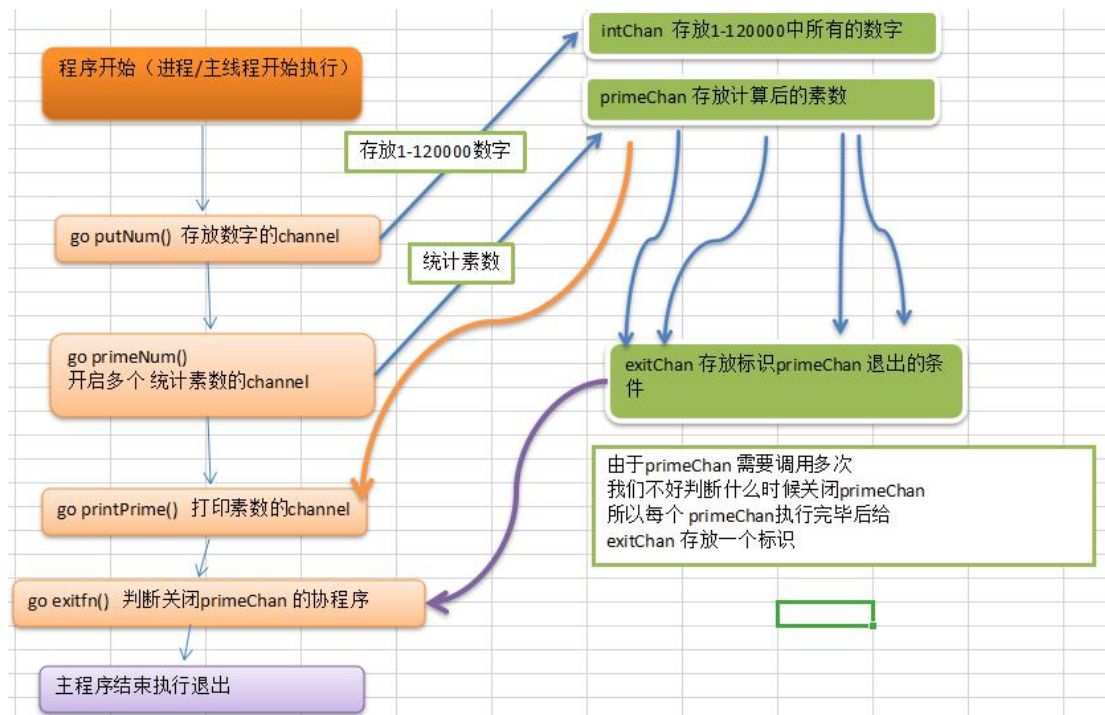 程序开始（进程/主线程开始执行）
intChan 存放1-120000中所有的数字
primeChan 存放计算后的素数
存放1-120000数字
go putNum() 存放数字的channel
统计素数
go primeNum()
开启多个 统计素数的channel
exitChan 存放标识primeChan 退出的条
件
go printPrime() 打印素数的channel
由于primeChan 需要调用多次
我们不好判断什么时候关闭primeChan
所以每个 primeChan执行完毕后给
exitChan 存放一个标识
go exitfn() 判断关闭primeChan 的协程序
主程序结束执行退出